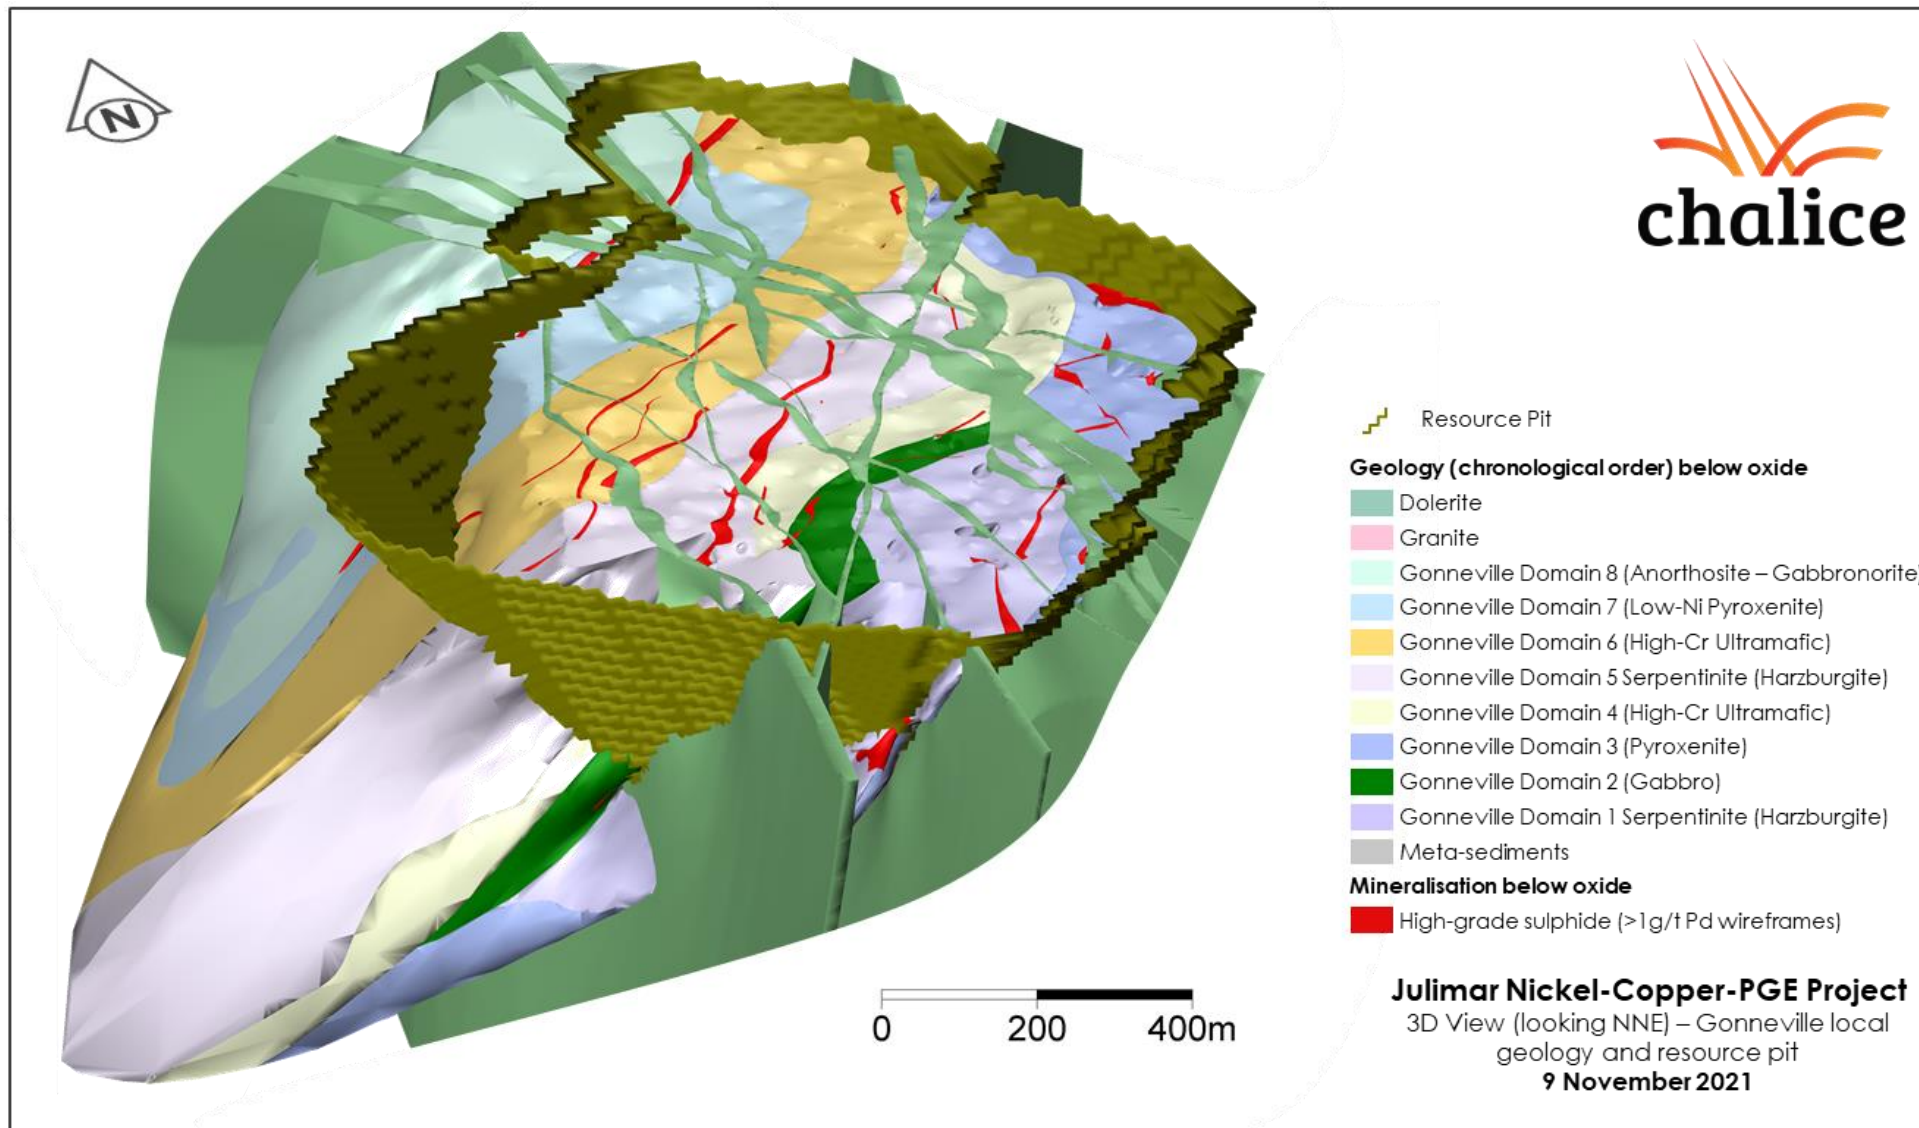 N
chalice
Resource Pit
Geology (chronological order) below oxide
Dolerite
Granite
Gonneville Domain 8 (Anorthosite – Gabbronorite)
Gonneville Domain 7 (Low-Ni Pyroxenite)
Gonneville Domain 6 (High-Cr Ultramafic)
Gonneville Domain 5 Serpentinite (Harzburgite)
Gonneville Domain 4 (High-Cr Ultramafic)
Gonneville Domain 3 (Pyroxenite)
Gonneville Domain 2 (Gabbro)
Gonneville Domain 1 Serpentinite (Harzburgite)
Meta-sediments
Mineralisation below oxide
High-grade sulphide (>1g/t Pd wireframes)
0 200 400m
Julimar Nickel-Copper-PGE Project
3D View (looking NNE) – Gonneville local
geology and resource pit
9 November 2021